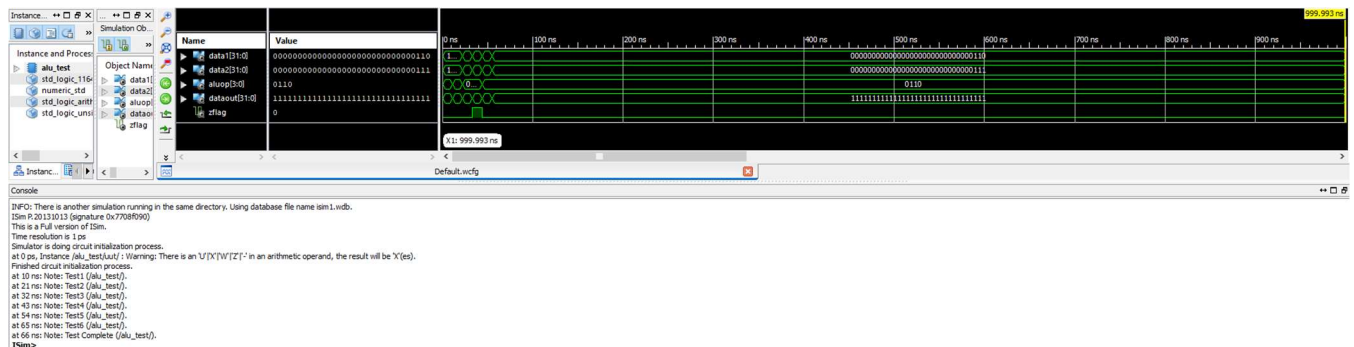 Instance...
...
999.993 ns
Simulation Ob...
Instance and Process
alu_test
std_logic_1164
numeric_std
std_logic_arith
std_logic_unsi
Object Name
data1[
data2[
aluop[
dataou
zflag
Name
Value
data1[31:0]
00000000000000000000000000000110
data2[31:0]
00000000000000000000000000000111
aluop[3:0]
0110
dataout[31:0]
11111111111111111111111111111111
zflag
0
0 ns
100 ns
200 ns
300 ns
400 ns
500 ns
600 ns
700 ns
800 ns
900 ns
1...
00000000000000000000000000000110
1...
00000000000000000000000000000111
0...
0110
11111111111111111111111111111111
X1: 999.993 ns
Instanc...
Default.wcfg
Console
INFO: There is another simulation running in the same directory. Using database file name isim1.wdb.
ISim P.20131013 (signature 0x7708f090)
This is a Full version of ISim.
Time resolution is 1 ps
Simulator is doing circuit initialization process.
at 0 ps, Instance /alu_test/uut/ : Warning: There is an 'U'|'X'|'W'|'Z'|'-' in an arithmetic operand, the result will be 'X'(es).
Finished circuit initialization process.
at 10 ns: Note: Test1 (/alu_test/).
at 21 ns: Note: Test2 (/alu_test/).
at 32 ns: Note: Test3 (/alu_test/).
at 43 ns: Note: Test4 (/alu_test/).
at 54 ns: Note: Test5 (/alu_test/).
at 65 ns: Note: Test6 (/alu_test/).
at 66 ns: Note: Test Complete (/alu_test/).
ISim>